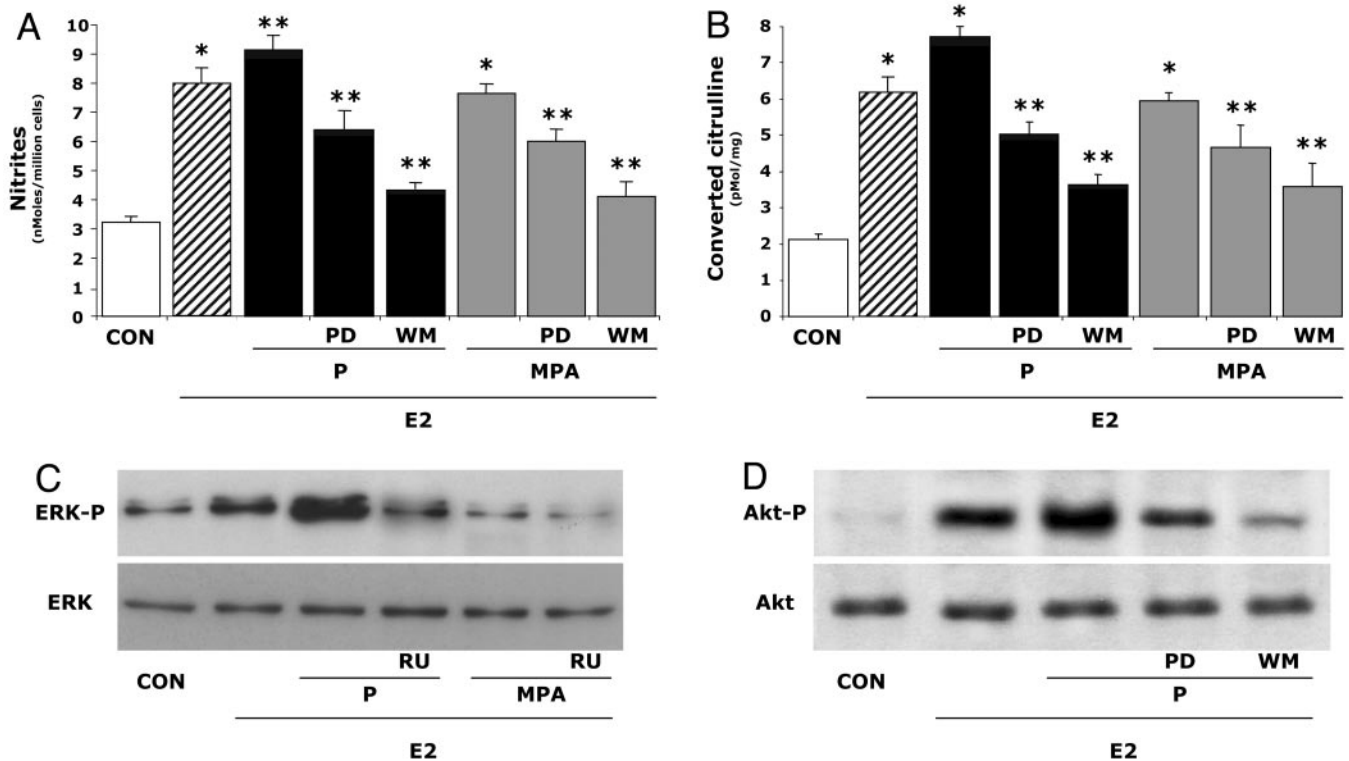 A
Nitrites
(nMoles/million cells)
10
9
8
7
6
5
4
3
2
1
0
*
**
**
**
*
**
**
CON
PD
WM
PD
WM
P
MPA
E2
B
Converted citrulline
(pMol/mg)
8
7
6
5
4
3
2
1
0
*
*
**
**
*
**
**
CON
PD
WM
PD
WM
P
MPA
E2
C
ERK-P
ERK
RU
RU
CON
P
MPA
E2
D
Akt-P
Akt
PD
WM
CON
P
E2